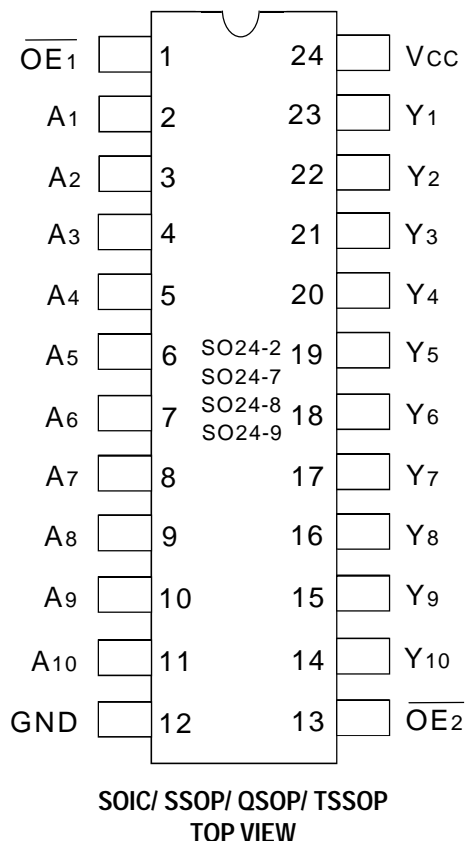 OE1 1 24 VCC
A1 2 23 Y1
A2 3 22 Y2
A3 4 21 Y3
A4 5 20 Y4
A5 6 SO24-2 19 Y5
SO24-7
A6 7 SO24-8 18 Y6
SO24-9
A7 8 17 Y7
A8 9 16 Y8
A9 10 15 Y9
A10 11 14 Y10
GND 12 13 OE2
SOIC/ SSOP/ QSOP/ TSSOP
TOP VIEW